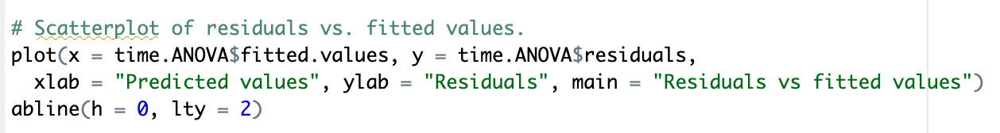 # Scatterplot of residuals vs. fitted values.
plot(x = time.ANOVA$fitted.values, y = time.ANOVA$residuals,
  xlab = "Predicted values", ylab = "Residuals", main = "Residuals vs fitted values")
abline(h = 0, lty = 2)